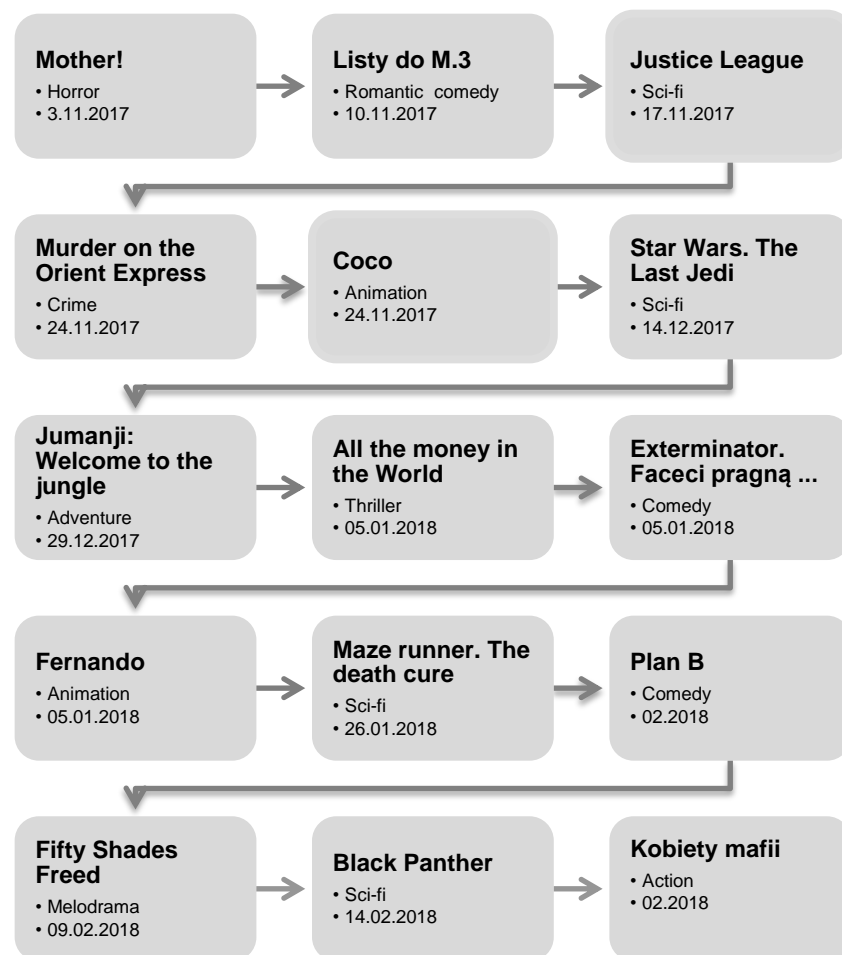 Mother!
• Horror
• 3.11.2017
Listy do M.3
• Romantic comedy
• 10.11.2017
Justice League
• Sci-fi
• 17.11.2017
Murder on the
Orient Express
• Crime
• 24.11.2017
Coco
• Animation
• 24.11.2017
Star Wars. The
Last Jedi
• Sci-fi
• 14.12.2017
Jumanji:
Welcome to the
jungle
• Adventure
• 29.12.2017
All the money in
the World
• Thriller
• 05.01.2018
Exterminator.
Faceci pragną ...
• Comedy
• 05.01.2018
Fernando
• Animation
• 05.01.2018
Maze runner. The
death cure
• Sci-fi
• 26.01.2018
Plan B
• Comedy
• 02.2018
Fifty Shades
Freed
• Melodrama
• 09.02.2018
Black Panther
• Sci-fi
• 14.02.2018
Kobiety mafii
• Action
• 02.2018